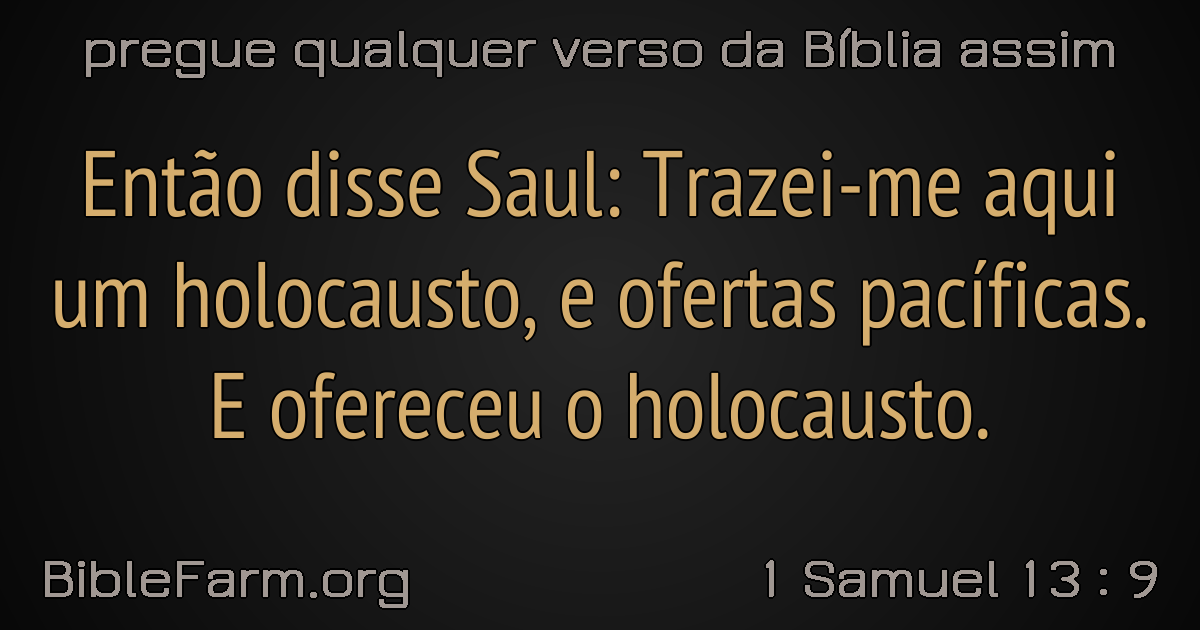 pregue qualquer verso da Bíblia assim
Então disse Saul: Trazei-me aqui
um holocausto, e ofertas pacíficas.
E ofereceu o holocausto.
BibleFarm.org
1 Samuel 13 : 9